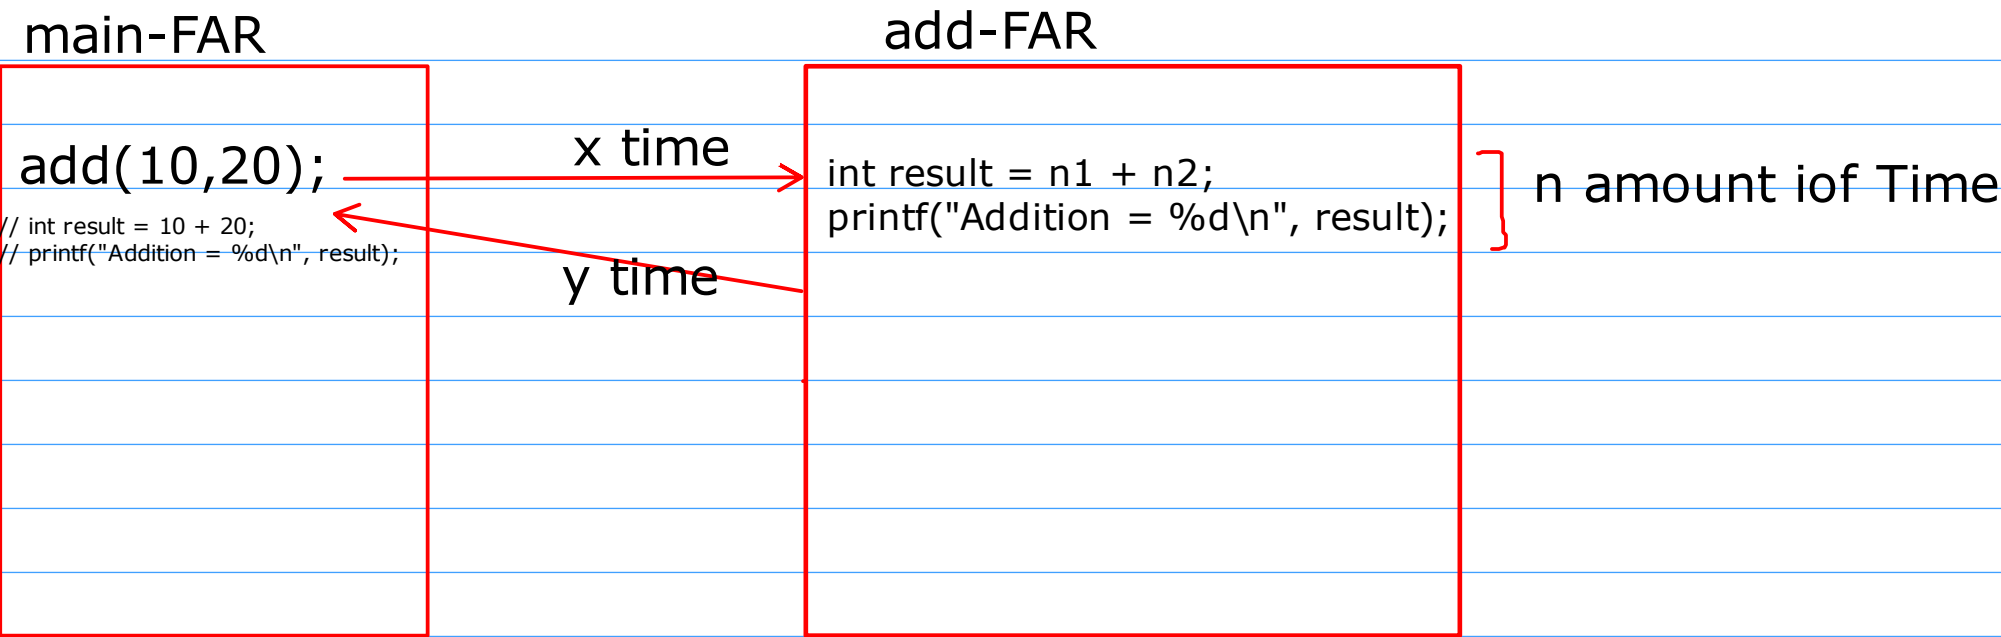 main-FAR
add-FAR
add(10,20);
// int result = 10 + 20;
// printf("Addition = %d\n", result);
x time
y time
int result = n1 + n2;
printf("Addition = %d\n", result);
n amount iof Time